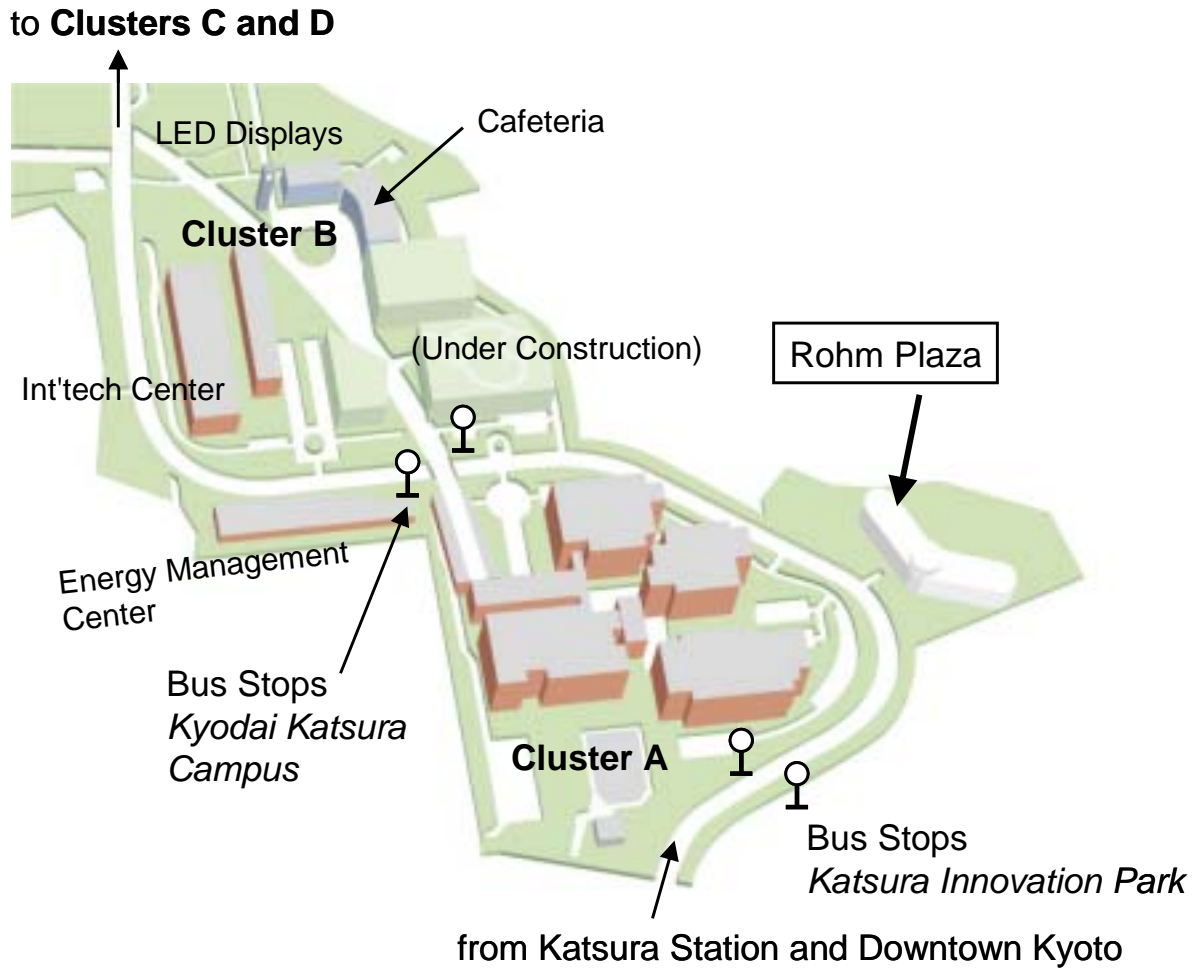 to Clusters C and D
LED Displays
Cafeteria
Cluster B
(Under Construction)
Rohm Plaza
Int'tech Center
Energy Management
Center
Bus Stops
Kyodai Katsura
Campus
Cluster A
Bus Stops
Katsura Innovation Park
from Katsura Station and Downtown Kyoto